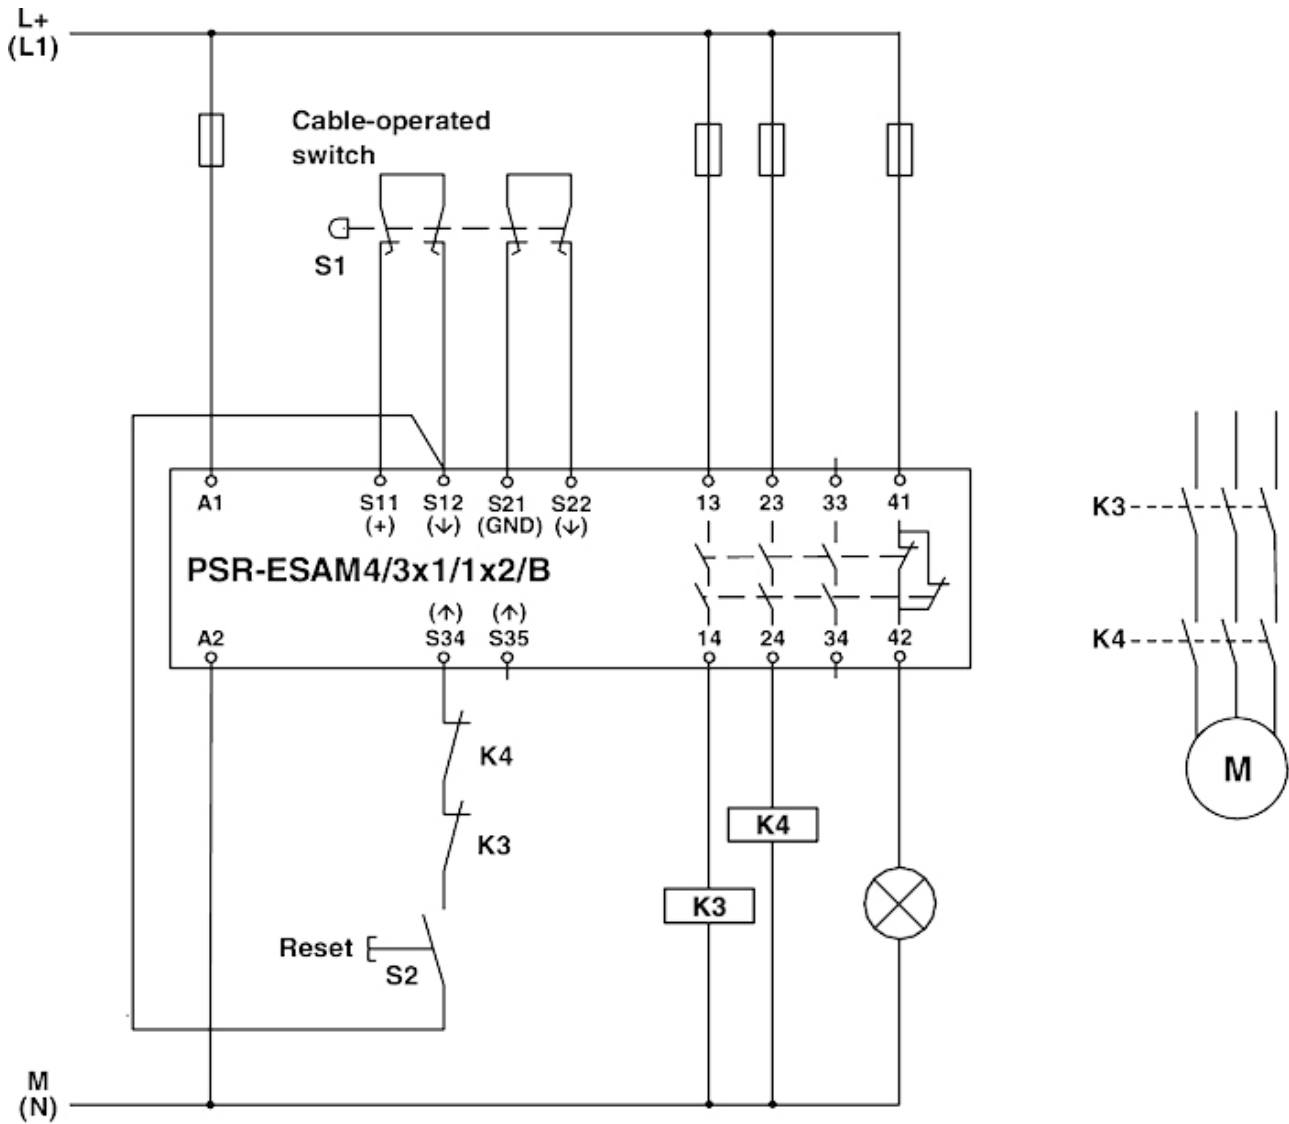 L+
(L1)
Cable-operated
switch
S1
A1
S11
(+)
S12
(↓)
S21
(GND)
S22
(↓)
13
23
33
41
PSR-ESAM4/3x1/1x2/B
(↑)
(↑)
A2
S34
S35
14
24
34
42
K3
K4
M
K4
K3
K4
K3
Reset
S2
M
(N)